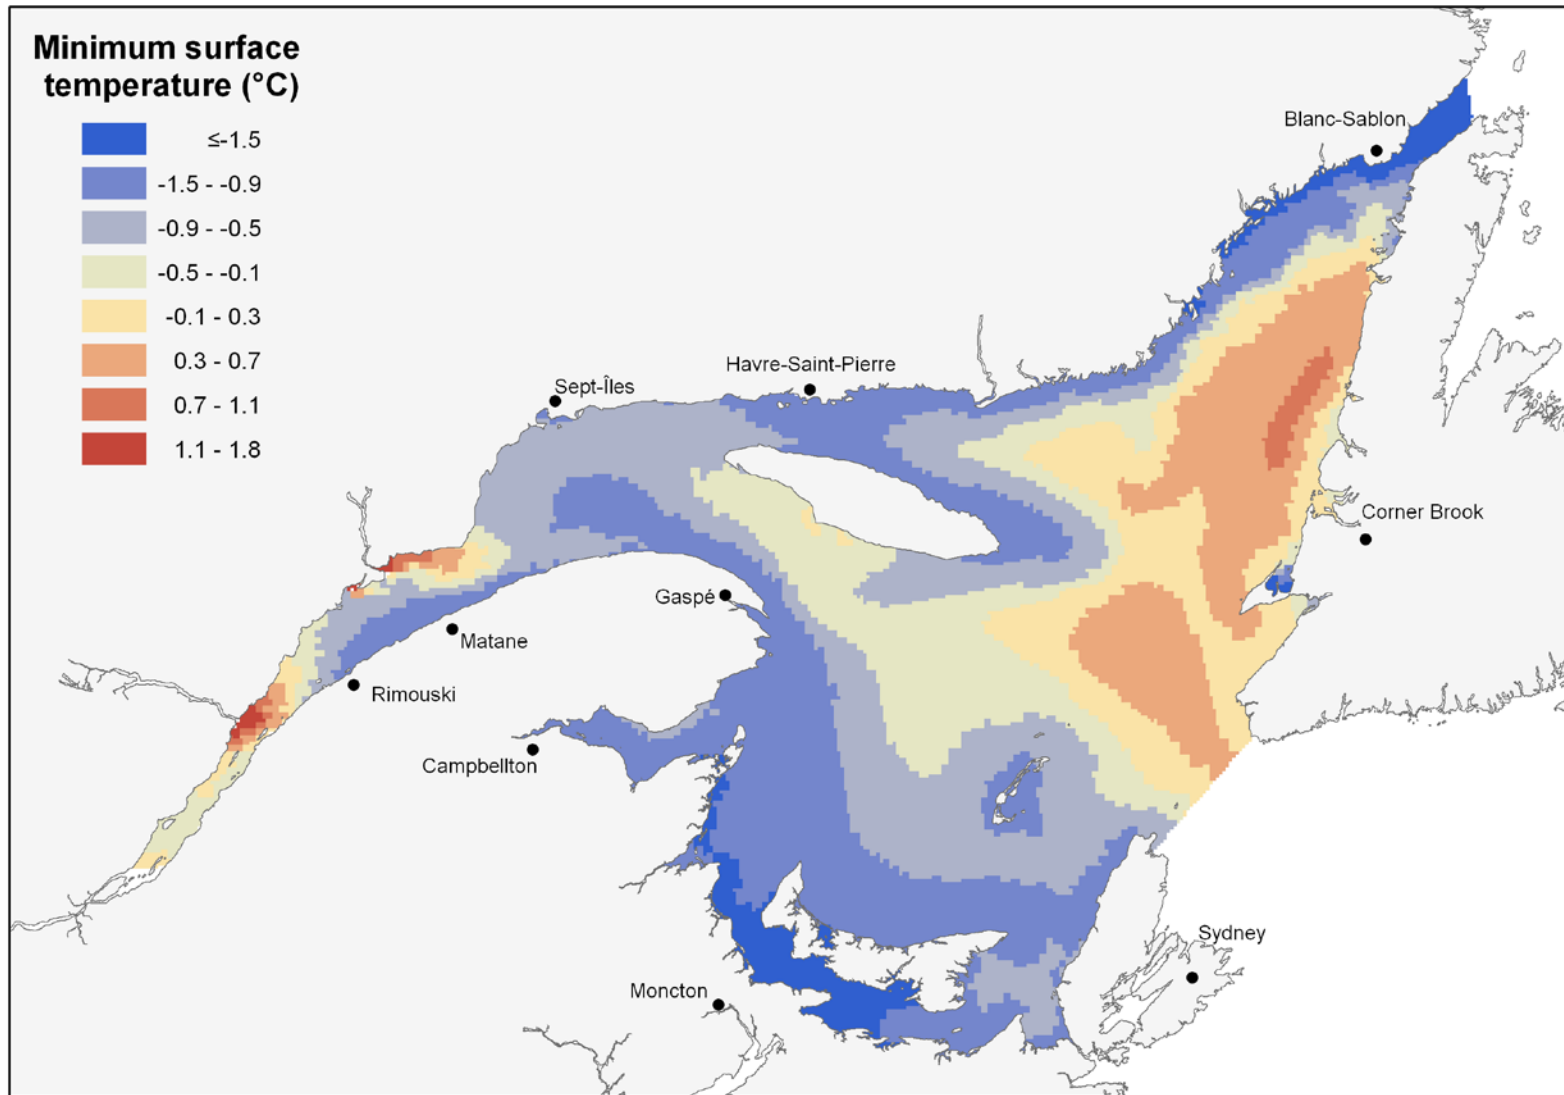 Minimum surface
temperature (°C)
≤-1.5
-1.5 - -0.9
-0.9 - -0.5
-0.5 - -0.1
-0.1 - 0.3
0.3 - 0.7
0.7 - 1.1
1.1 - 1.8
Blanc-Sablon
Havre-Saint-Pierre
Sept-Îles
Corner Brook
Gaspé
Matane
Rimouski
Campbellton
Sydney
Moncton